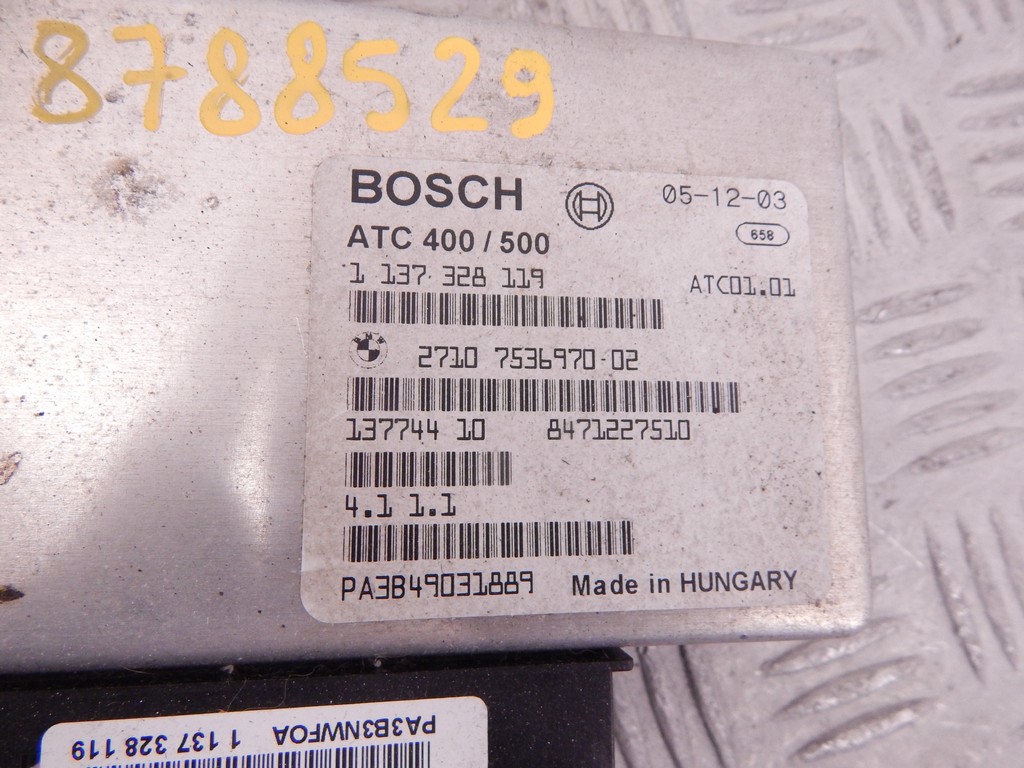 8788529
BOSCH 05-12-03
ATC 400 / 500 658
1 137 328 119 ATC01.01
2710 7536970-02
137744 10 8471227510
4.1 1.1
PA3B49031889 Made in HUNGARY
PA3B3NWFOA 1 137 328 119